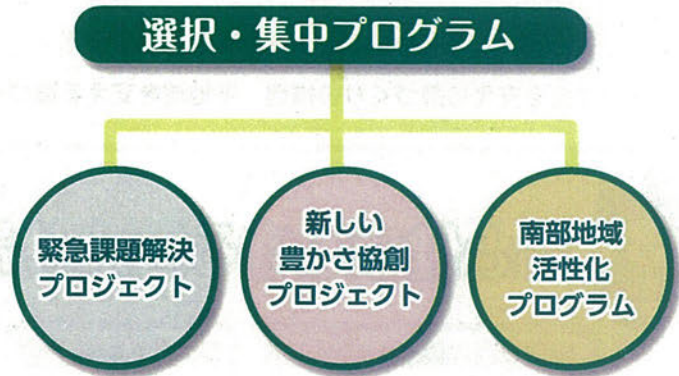 選択・集中プログラム
緊急課題解決
プロジェクト
新しい
豊かさ協創
プロジェクト
南部地域
活性化
プログラム